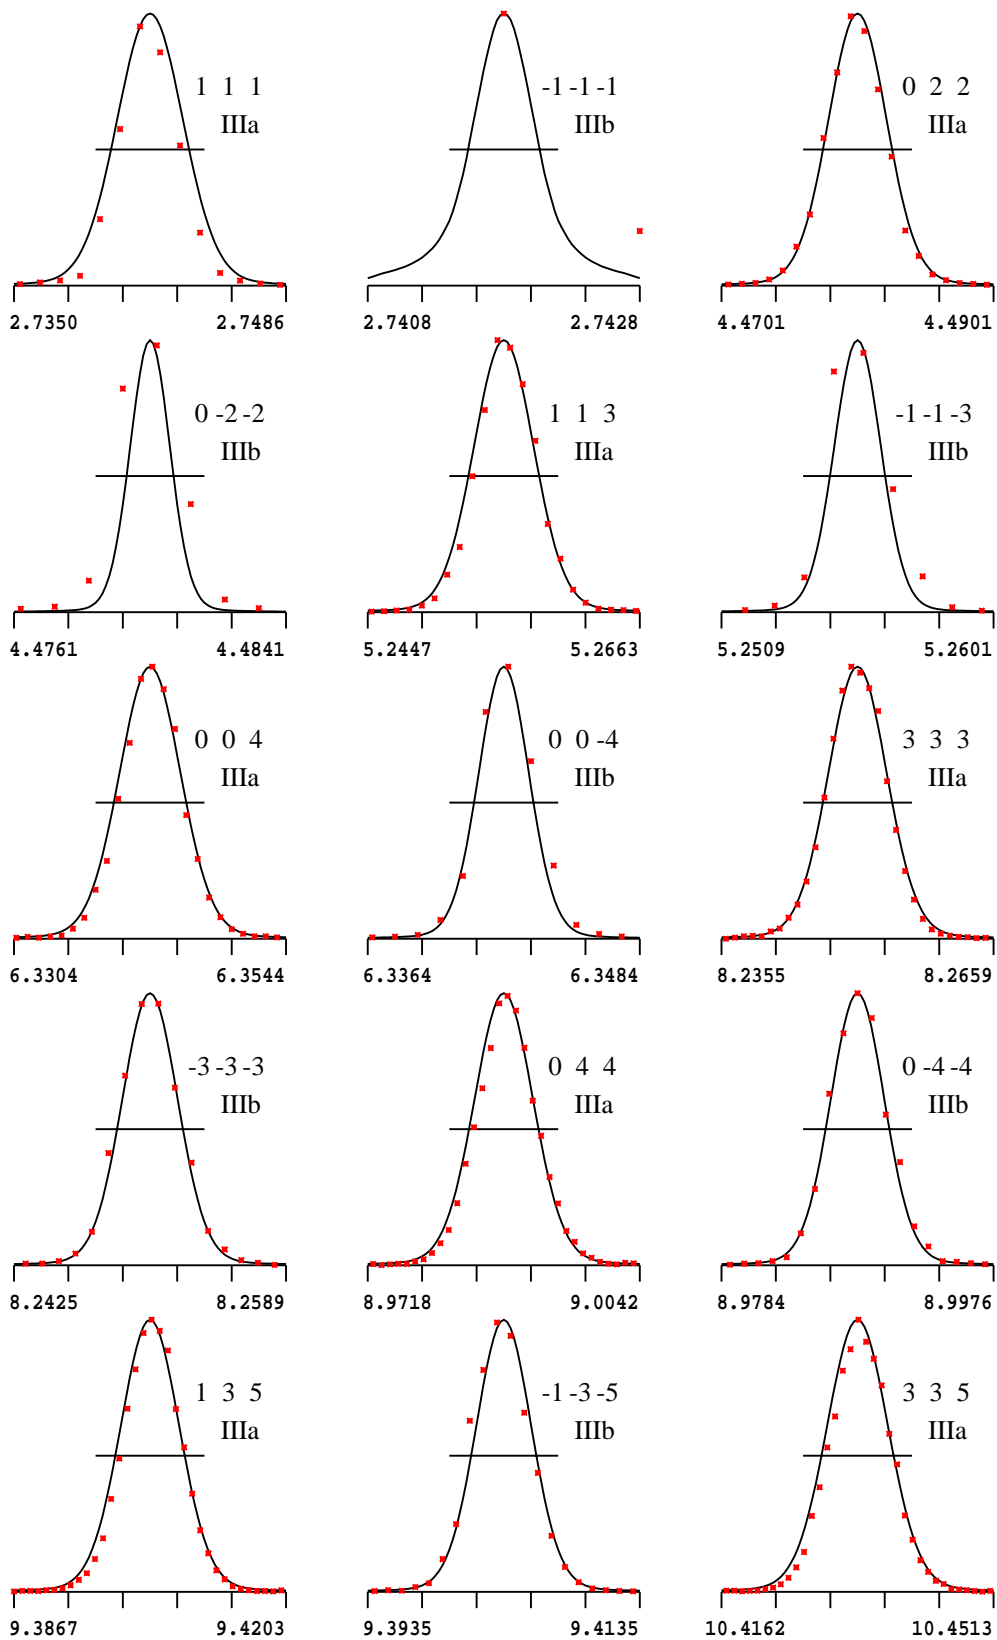 1 1 1
IIIa
2.7350 2.7486
-1 -1 -1
IIIb
2.7408 2.7428
0 2 2
IIIa
4.4701 4.4901
0 -2 -2
IIIb
4.4761 4.4841
1 1 3
IIIa
5.2447 5.2663
-1 -1 -3
IIIb
5.2509 5.2601
0 0 4
IIIa
6.3304 6.3544
0 0 -4
IIIb
6.3364 6.3484
3 3 3
IIIa
8.2355 8.2659
-3 -3 -3
IIIb
8.2425 8.2589
0 4 4
IIIa
8.9718 9.0042
0 -4 -4
IIIb
8.9784 8.9976
1 3 5
IIIa
9.3867 9.4203
-1 -3 -5
IIIb
9.3935 9.4135
3 3 5
IIIa
10.4162 10.4513